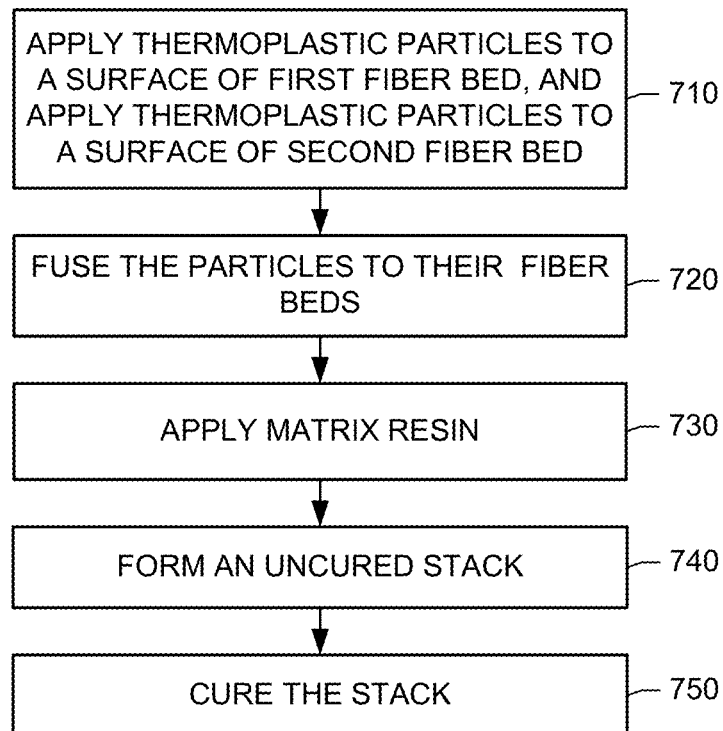 APPLY THERMOPLASTIC PARTICLES TO
A SURFACE OF FIRST FIBER BED, AND
APPLY THERMOPLASTIC PARTICLES TO
A SURFACE OF SECOND FIBER BED
710
FUSE THE PARTICLES TO THEIR FIBER
BEDS
720
APPLY MATRIX RESIN
730
FORM AN UNCURED STACK
740
CURE THE STACK
750